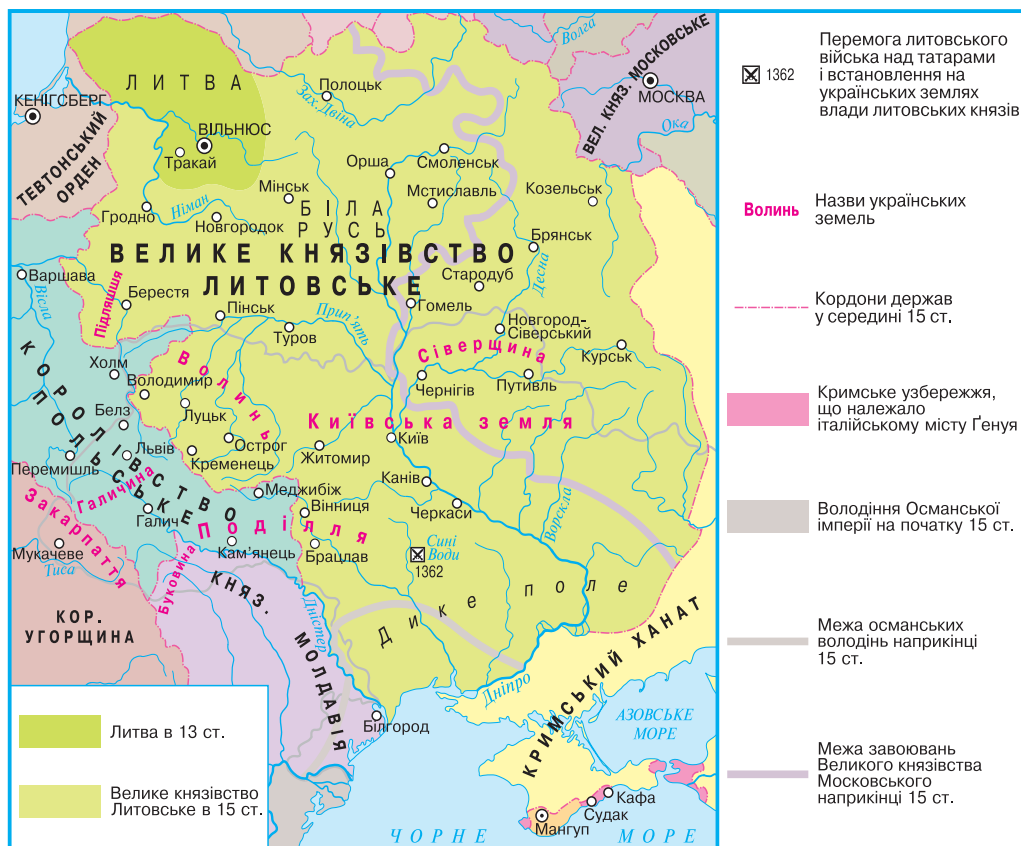 Волга
ВЕЛ. КНЯЗ. МОСКОВСЬКЕ
МОСКВА
Ока
ЛИТВА
Полоцьк
Зах. Двіна
КЕНІГСБЕРГ
ВІЛЬНЮС
Тракай
ТЕВТОНСЬКИЙ
ОРДЕН
Орша
Смоленськ
Мінськ
Мстиславль
Козельськ
Гродно
Німан
Новгородок
БІЛА
РУСЬ
Брянськ
ВЕЛИКЕ КНЯЗІВСТВО
ЛИТОВСЬКЕ
Варшава
Вісла
Підляшшя
Берестя
Пінськ
Прип'ять
Туров
Стародуб
Десна
Гомель
Новгород-
Сіверський
Сіверщина
Курськ
Чернігів
Путивль
КОРОЛІВСТВО
ПОЛЬСЬКЕ
Холм
Володимир
Волинь
Луцьк
Белз
Львів
Острог
Кременець
Київська земля
Київ
Житомир
Перемишль
Галичина
Закарпаття
Галич
Меджибіж
Канів
Черкаси
Ворскла
Поділля
Вінниця
Кам’янець
Брацлав
Сині
Води
1362
Мукачеве
Тиса
Буковина
КНЯЗ.
МОЛДАВІЯ
Дністер
Дике поле
КОР.
УГОРЩИНА
Дніпро
КРИМСЬКИЙ ХАНАТ
Білгород
АЗОВСЬКЕ
МОРЕ
Кафа
Судак
Мангуп
ЧОРНЕ МОРЕ
Литва в 13 ст.
Велике князівство
Литовське в 15 ст.
1362
Перемога литовського
війська над татарами
і встановлення на
українських землях
влади литовських князів
Волинь
Назви українських
земель
Кордони держав
у середині 15 ст.
Кримське узбережжя,
що належало
італійському місту Ґенуя
Володіння Османської
імперії на початку 15 ст.
Межа османських
володінь наприкінці
15 ст.
Межа завоювань
Великого князівства
Московського
наприкінці 15 ст.